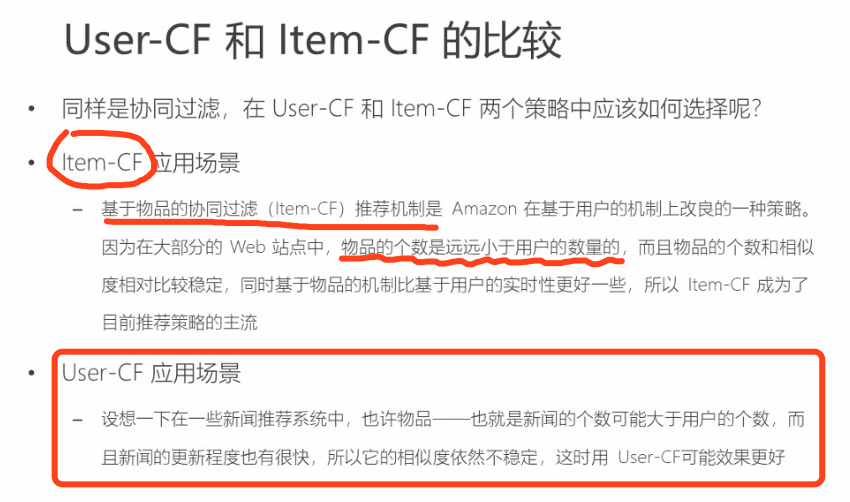 User-CF 和 Item-CF 的比较
• 同样是协同过滤，在 User-CF 和 Item-CF 两个策略中应该如何选择呢？
• Item-CF 应用场景
– 基于物品的协同过滤（Item-CF）推荐机制是 Amazon 在基于用户的机制上改良的一种策略。
因为在大部分的 Web 站点中，物品的个数是远远小于用户的数量的，而且物品的个数和相似
度相对比较稳定，同时基于物品的机制比基于用户的实时性更好一些，所以 Item-CF 成为了
目前推荐策略的主流
• User-CF 应用场景
– 设想一下在一些新闻推荐系统中，也许物品——也就是新闻的个数可能大于用户的个数，而
且新闻的更新程度也有很快，所以它的相似度依然不稳定，这时用 User-CF可能效果更好